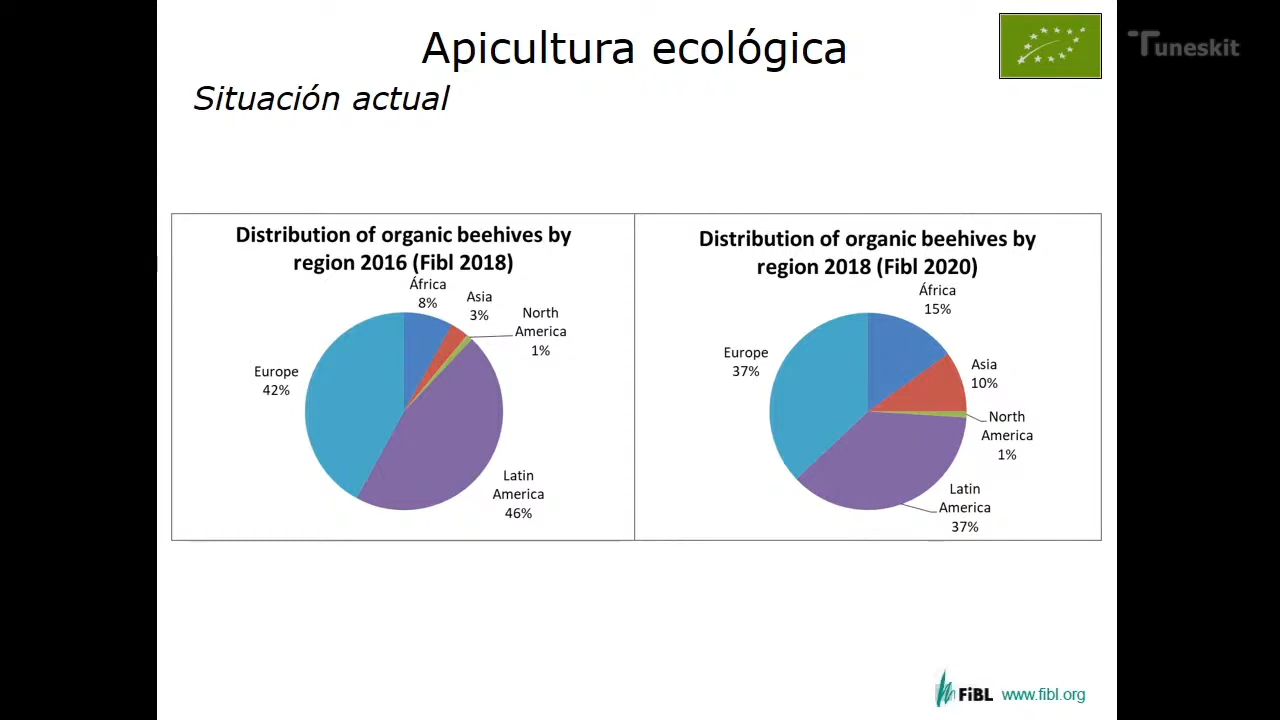 Apicultura ecológica
Tuneskit
Situación actual
Distribution of organic beehives by
region 2016 (Fibl 2018)
África
8%
Asia
3%
North
America
1%
Europe
42%
Latin
America
46%
Distribution of organic beehives by
region 2018 (Fibl 2020)
África
15%
Europe
37%
Asia
10%
North
America
1%
Latin
America
37%
FiBL www.fibl.org